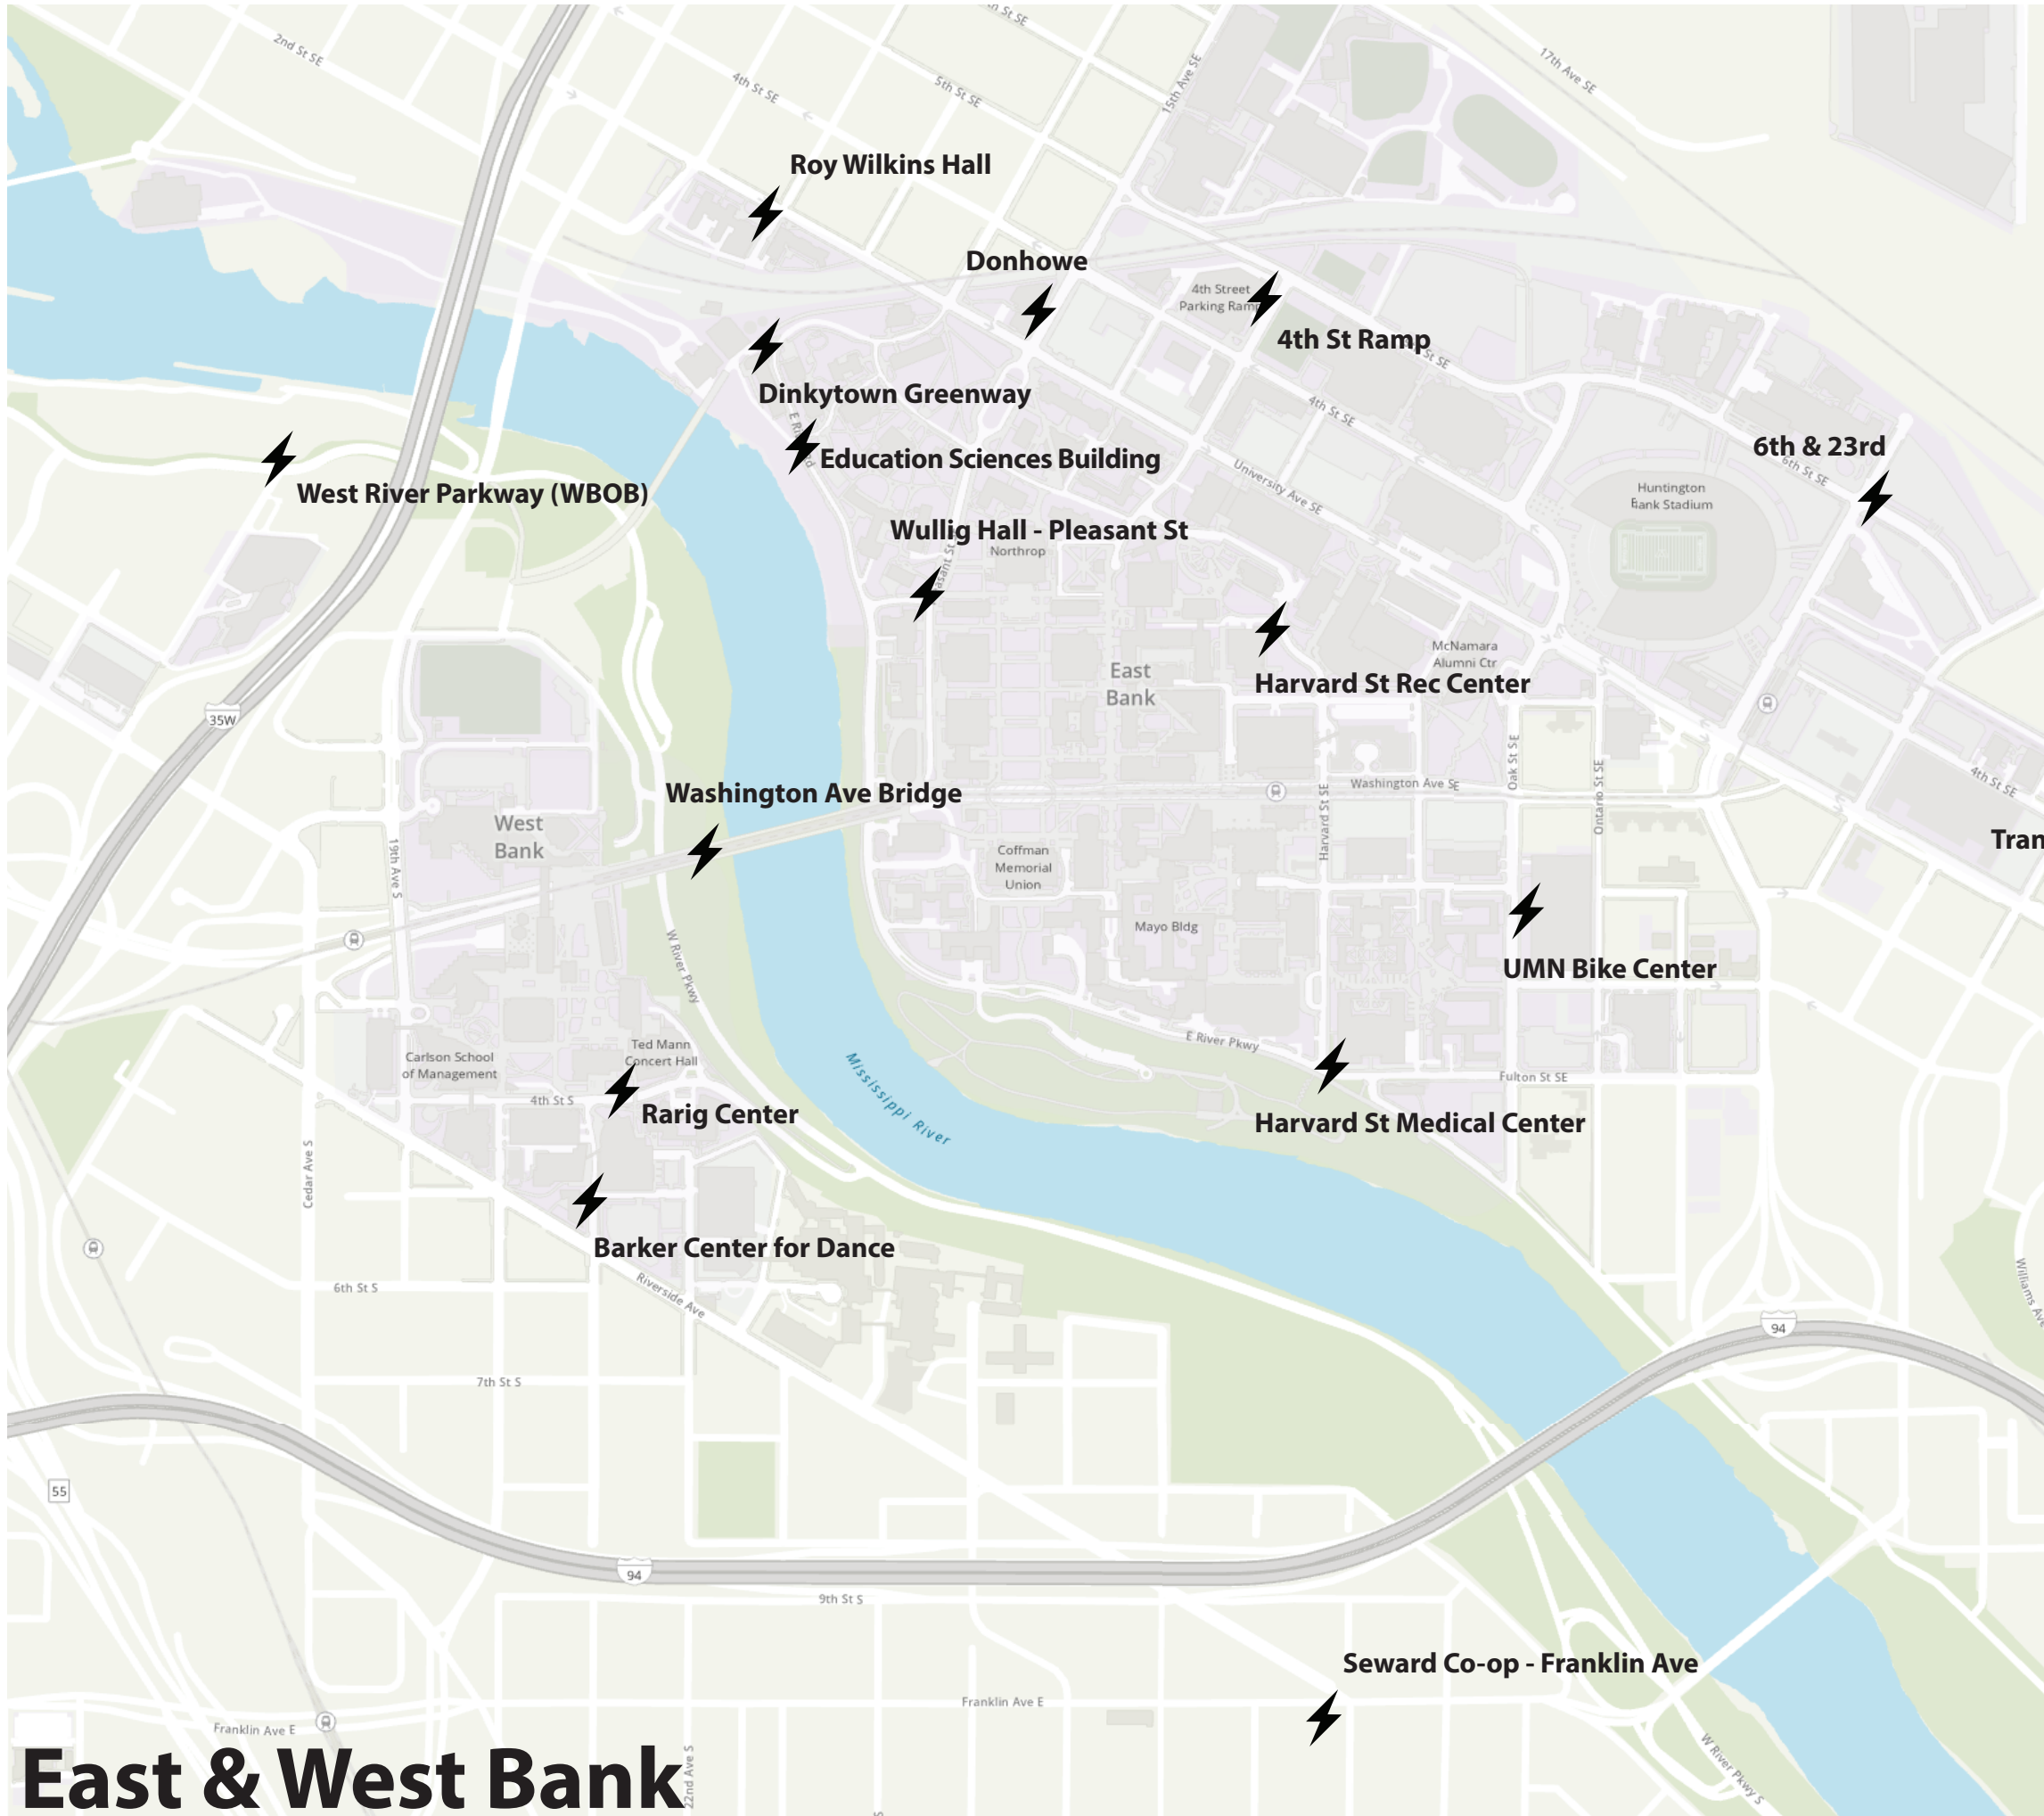 2nd St SE
4th St SE
5th St SE
15th Ave SE
17th Ave SE
Roy Wilkins Hall
Donhowe
4th Street
Parking Ramp
4th St Ramp
St SE
Dinkytown Greenway
4th St SE
6th & 23rd
6th St SE
Education Sciences Building
University Ave SE
Huntington
Bank Stadium
West River Parkway (WBOB)
Wullig Hall - Pleasant St
Northrop
East
Bank
McNamara
Alumni Ctr
Harvard St Rec Center
35W
Washington Ave Bridge
Washington Ave SE
Oak St SE
Ontario St SE
Harvard St SE
4th St SE
West
Bank
19th Ave S
Tran
Coffman
Memorial
Union
Mayo Bldg
UMN Bike Center
W River Pkwy
E River Pkwy
Ted Mann
Concert Hall
Carlson School
of Management
Mississippi River
Fulton St SE
4th St S
Rarig Center
Harvard St Medical Center
Cedar Ave S
Barker Center for Dance
6th St S
Riverside Ave
Williams Ave
94
7th St S
55
94
9th St S
Seward Co-op - Franklin Ave
Franklin Ave E
Franklin Ave E
W River Pkwy S
22nd Ave S
East & West Bank